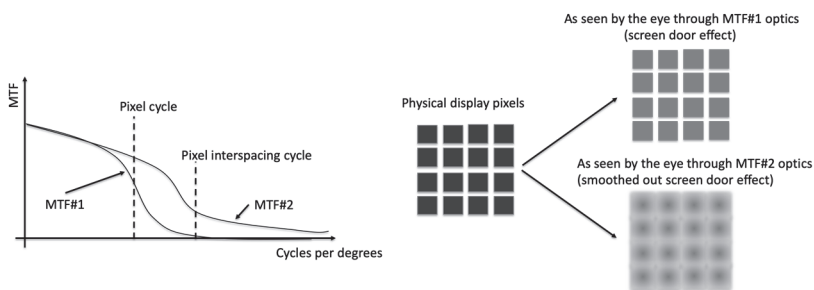 MTF
Pixel cycle
Pixel interspacing cycle
MTF#1
MTF#2
Cycles per degrees
Physical display pixels
As seen by the eye through MTF#1 optics
(screen door effect)
As seen by the eye through MTF#2 optics
(smoothed out screen door effect)